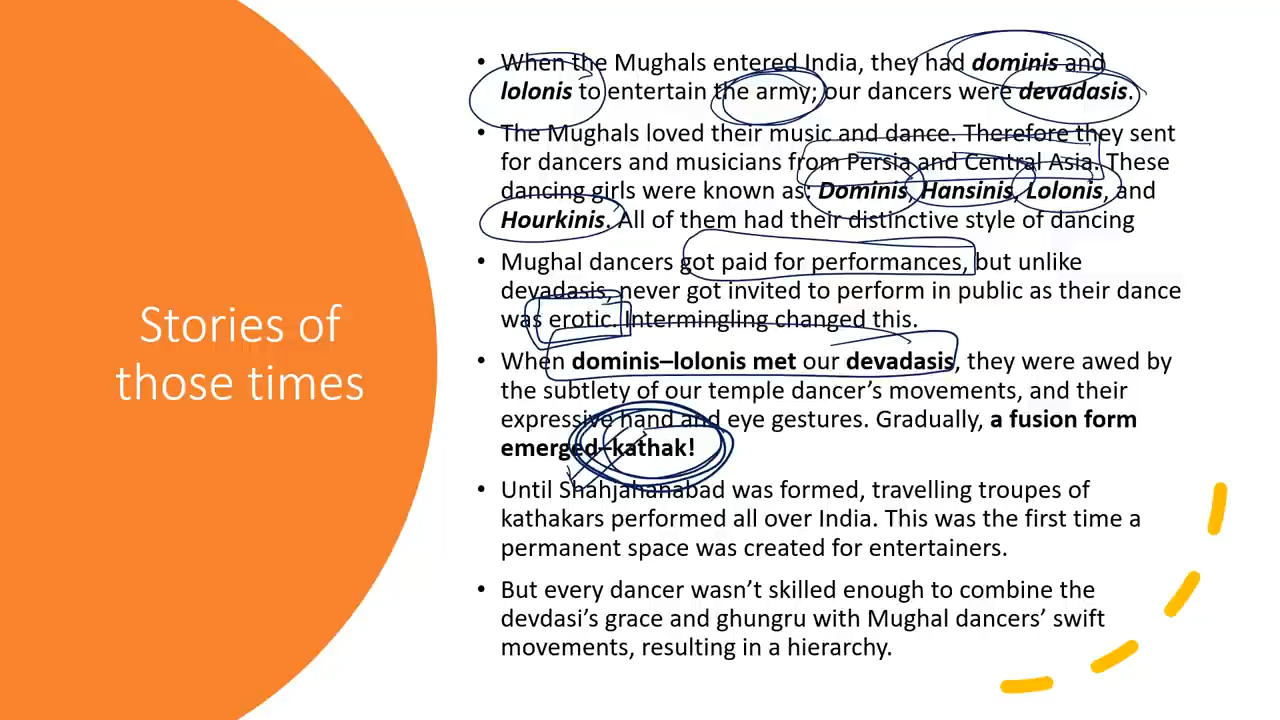 Stories of
those times
• When the Mughals entered India, they had dominis and
lolonis to entertain the army; our dancers were devadasis.
• The Mughals loved their music and dance. Therefore they sent
for dancers and musicians from Persia and Central Asia. These
dancing girls were known as: Dominis, Hansinis, Lolonis, and
Hourkinis. All of them had their distinctive style of dancing
• Mughal dancers got paid for performances, but unlike
devadasis, never got invited to perform in public as their dance
was erotic. Intermingling changed this.
• When dominis–lolonis met our devadasis, they were awed by
the subtlety of our temple dancer’s movements, and their
expressive hand and eye gestures. Gradually, a fusion form
emerged–kathak!
• Until Shahjahanabad was formed, travelling troupes of
kathakars performed all over India. This was the first time a
permanent space was created for entertainers.
• But every dancer wasn’t skilled enough to combine the
devdasi’s grace and ghungru with Mughal dancers’ swift
movements, resulting in a hierarchy.